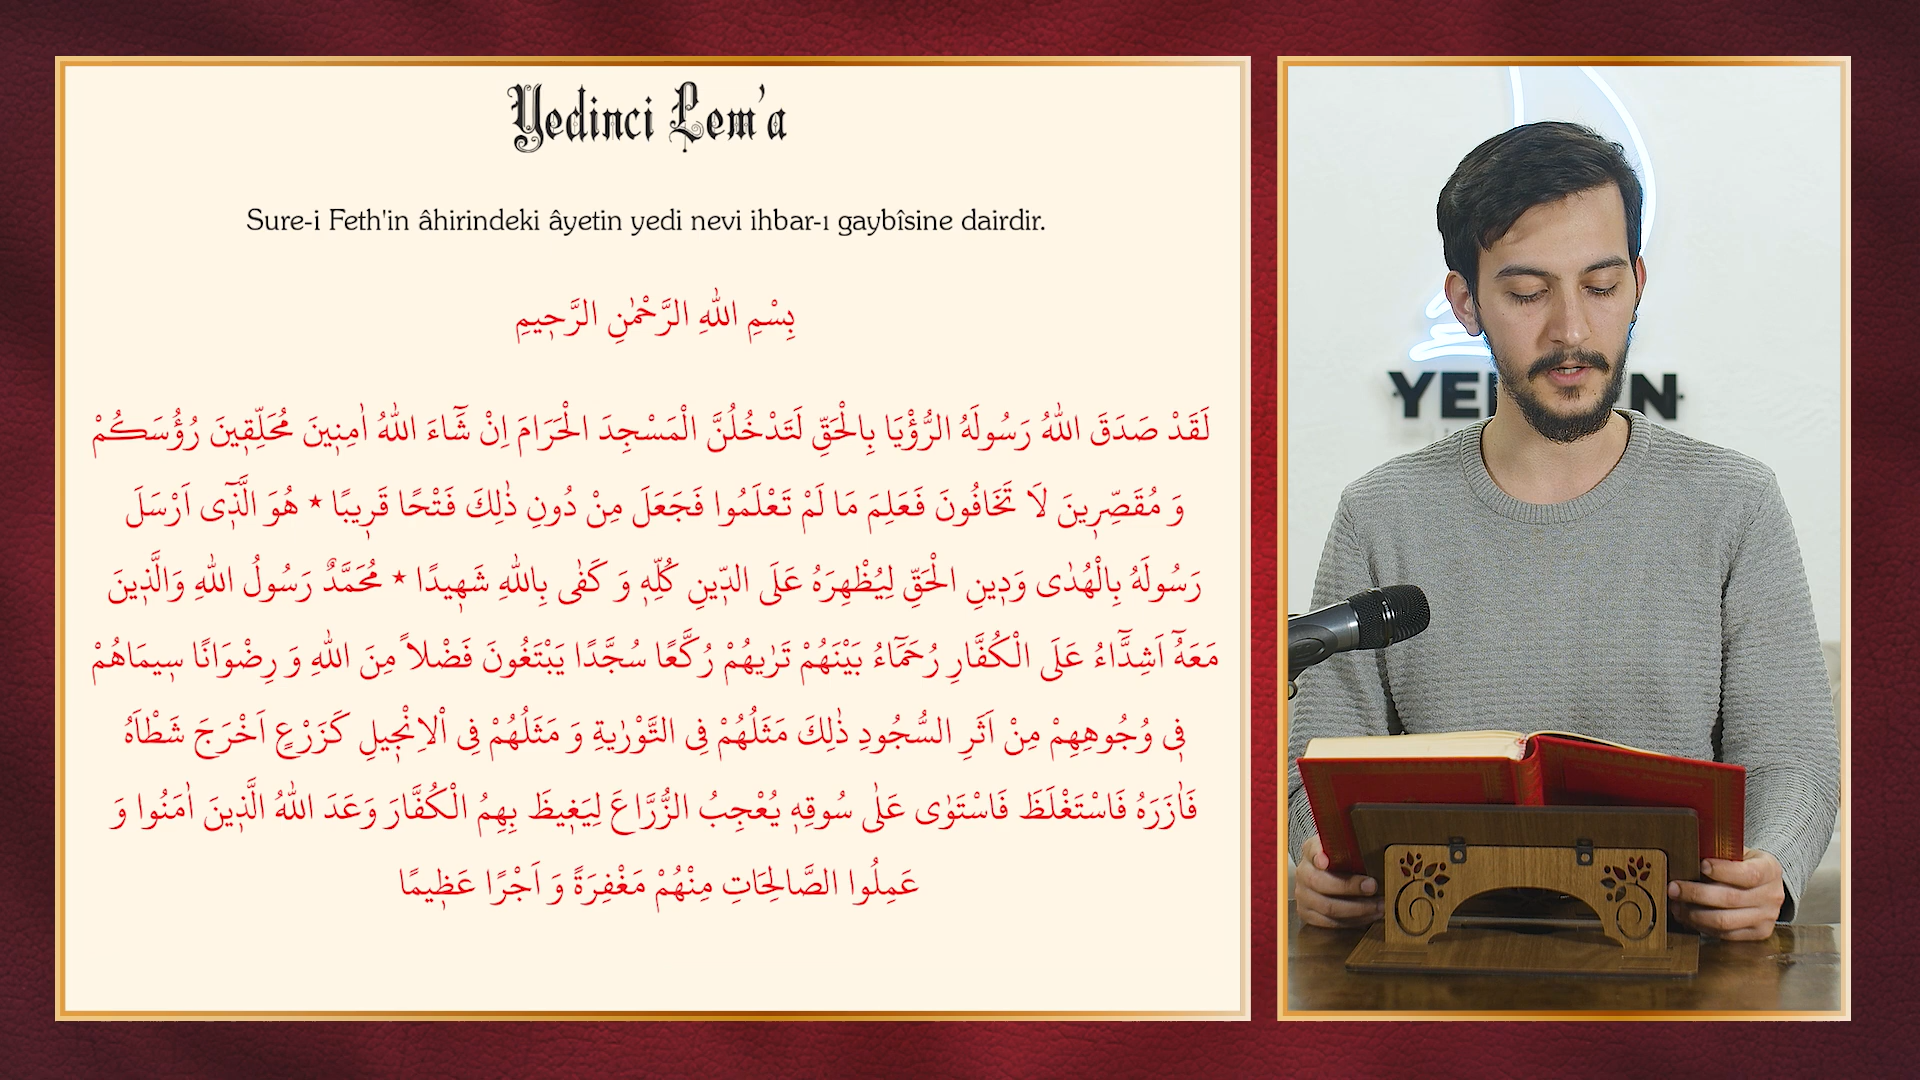 Yedinci Lem'a
Sure-i Feth'in âhirindeki âyetin yedi nevi ihbar-ı gaybîsine dairdir.
بِسْمِ اللّٰهِ الرَّحْمٰنِ الرَّحٖيمِ
لَقَدْ صَدَقَ اللّٰهُ رَسُولَهُ الرُّؤْيَا بِالْحَقِّ لَتَدْخُلُنَّ الْمَسْجِدَ الْحَرَامَ اِنْ شَٓاءَ اللّٰهُ اٰمِنٖينَ مُحَلِّقٖينَ رُؤُسَكُمْ
وَ مُقَصِّرٖينَ لَا تَخَافُونَ فَعَلِمَ مَا لَمْ تَعْلَمُوا فَجَعَلَ مِنْ دُونِ ذٰلِكَ فَتْحًا قَرٖيبًا ٭ هُوَ الَّذٖٓى اَرْسَلَ
رَسُولَهُ بِالْهُدٰى وَدٖينِ الْحَقِّ لِيُظْهِرَهُ عَلَى الدّٖينِ كُلِّهٖ وَ كَفٰى بِاللّٰهِ شَهٖيدًا ٭ مُحَمَّدٌ رَسُولُ اللّٰهِ وَالَّذٖينَ
مَعَهُٓ اَشِدَّٓاءُ عَلَى الْكُفَّارِ رُحَمَٓاءُ بَيْنَهُمْ تَرٰيهُمْ رُكَّعًا سُجَّدًا يَبْتَغُونَ فَضْلاً مِنَ اللّٰهِ وَ رِضْوَانًا سٖيمَاهُمْ
فٖى وُجُوهِهِمْ مِنْ اَثَرِ السُّجُودِ ذٰلِكَ مَثَلُهُمْ فِى التَّوْرٰيةِ وَ مَثَلُهُمْ فِى اْلاِنْجٖيلِ كَزَرْعٍ اَخْرَجَ شَطْاَهُ
فَاٰزَرَهُ فَاسْتَغْلَظَ فَاسْتَوٰى عَلٰى سُوقِهٖ يُعْجِبُ الزُّرَّاعَ لِيَغٖيظَ بِهِمُ الْكُفَّارَ وَعَدَ اللّٰهُ الَّذٖينَ اٰمَنُوا وَ
عَمِلُوا الصَّالِحَاتِ مِنْهُمْ مَغْفِرَةً وَ اَجْرًا عَظٖيمًا